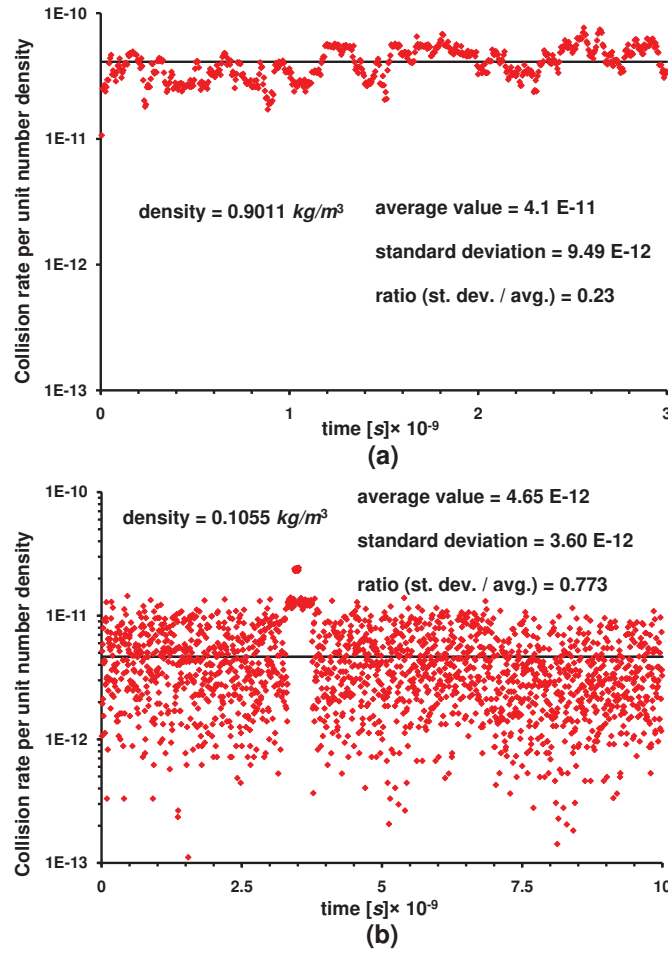 Collision rate per unit number density
1E-10
1E-11
1E-12
1E-13
density = 0.9011 kg/m³
average value = 4.1 E-11
standard deviation = 9.49 E-12
ratio (st. dev. / avg.) = 0.23
0 1 2 3
time [s]× 10⁻⁹
(a)
Collision rate per unit number density
1E-10
1E-11
1E-12
1E-13
density = 0.1055 kg/m³
average value = 4.65 E-12
standard deviation = 3.60 E-12
ratio (st. dev. / avg.) = 0.773
0 2.5 5 7.5 10
time [s]× 10⁻⁹
(b)